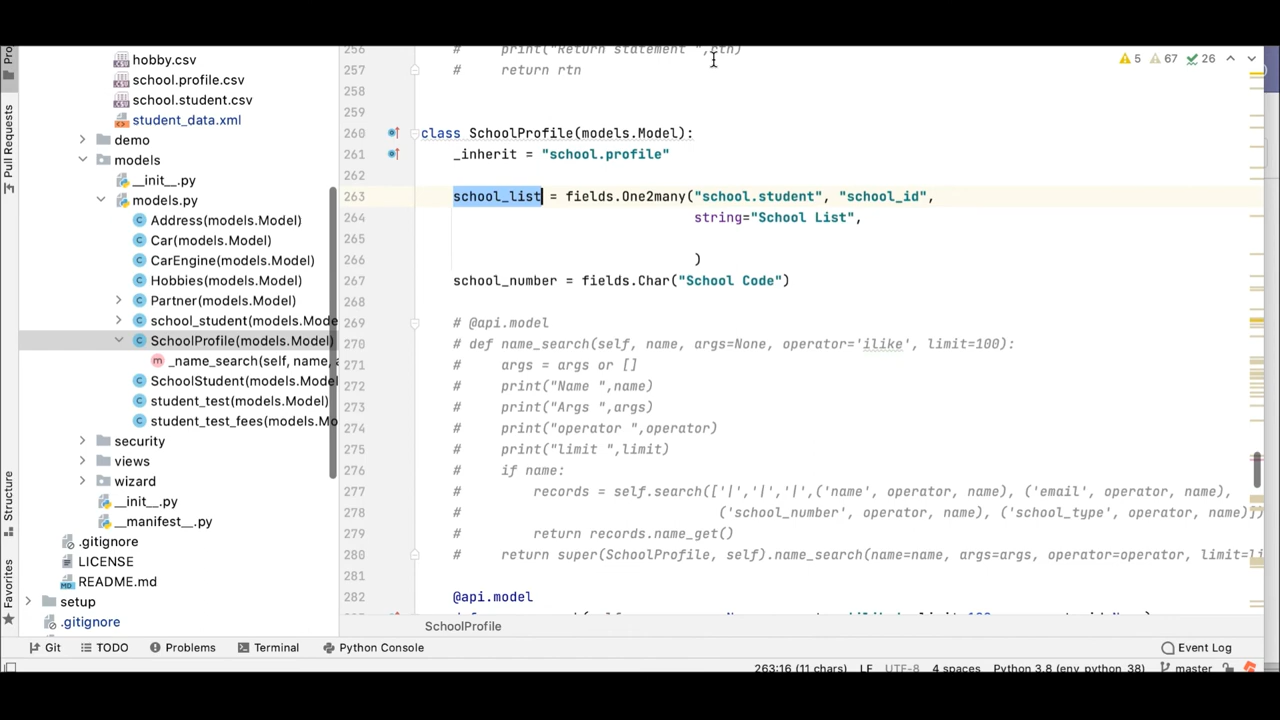 Pro
Pull Requests
Structure
Favorites
hobby.csv
school.profile.csv
school.student.csv
student_data.xml
demo
models
__init__.py
models.py
Address(models.Model)
Car(models.Model)
CarEngine(models.Model)
Hobbies(models.Model)
Partner(models.Model)
school_student(models.Mode
SchoolProfile(models.Model)
_name_search(self, name, a
SchoolStudent(models.Model
student_test(models.Model)
student_test_fees(models.Mo
security
views
wizard
__init__.py
__manifest__.py
.gitignore
LICENSE
README.md
setup
.gitignore
5 67 26
256 # print("Return statement ",rtn)
257 # return rtn
258
259
260 class SchoolProfile(models.Model):
261 _inherit = "school.profile"
262
263 school_list = fields.One2many("school.student", "school_id",
264 string="School List",
265
266 )
267 school_number = fields.Char("School Code")
268
269 # @api.model
270 # def name_search(self, name, args=None, operator='ilike', limit=100):
271 # args = args or []
272 # print("Name ",name)
273 # print("Args ",args)
274 # print("operator ",operator)
275 # print("limit ",limit)
276 # if name:
277 # records = self.search(['|','|','|',('name', operator, name), ('email', operator, name),
278 # ('school_number', operator, name), ('school_type', operator, name)])
279 # return records.name_get()
280 # return super(SchoolProfile, self).name_search(name=name, args=args, operator=operator, limit=li
281
282 @api.model
SchoolProfile
Git TODO Problems Terminal Python Console Event Log
263:16 (11 chars) LF UTF-8 4 spaces Python 3.8 (env_python_38) master